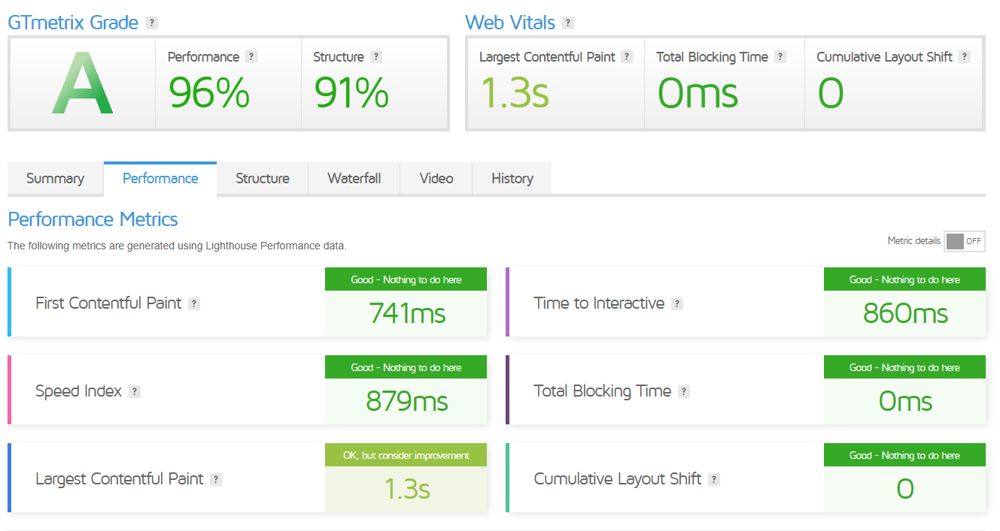 GTmetrix Grade ?
Web Vitals ?
A
Performance ?
96%
Structure ?
91%
Largest Contentful Paint ?
1.3s
Total Blocking Time ?
0ms
Cumulative Layout Shift ?
0
Summary
Performance
Structure
Waterfall
Video
History
Performance Metrics
The following metrics are generated using Lighthouse Performance data.
Metric details OFF
First Contentful Paint ?
Good - Nothing to do here
741ms
Time to Interactive ?
Good - Nothing to do here
860ms
Speed Index ?
Good - Nothing to do here
879ms
Total Blocking Time ?
Good - Nothing to do here
0ms
Largest Contentful Paint ?
OK, but consider improvement
1.3s
Cumulative Layout Shift ?
Good - Nothing to do here
0